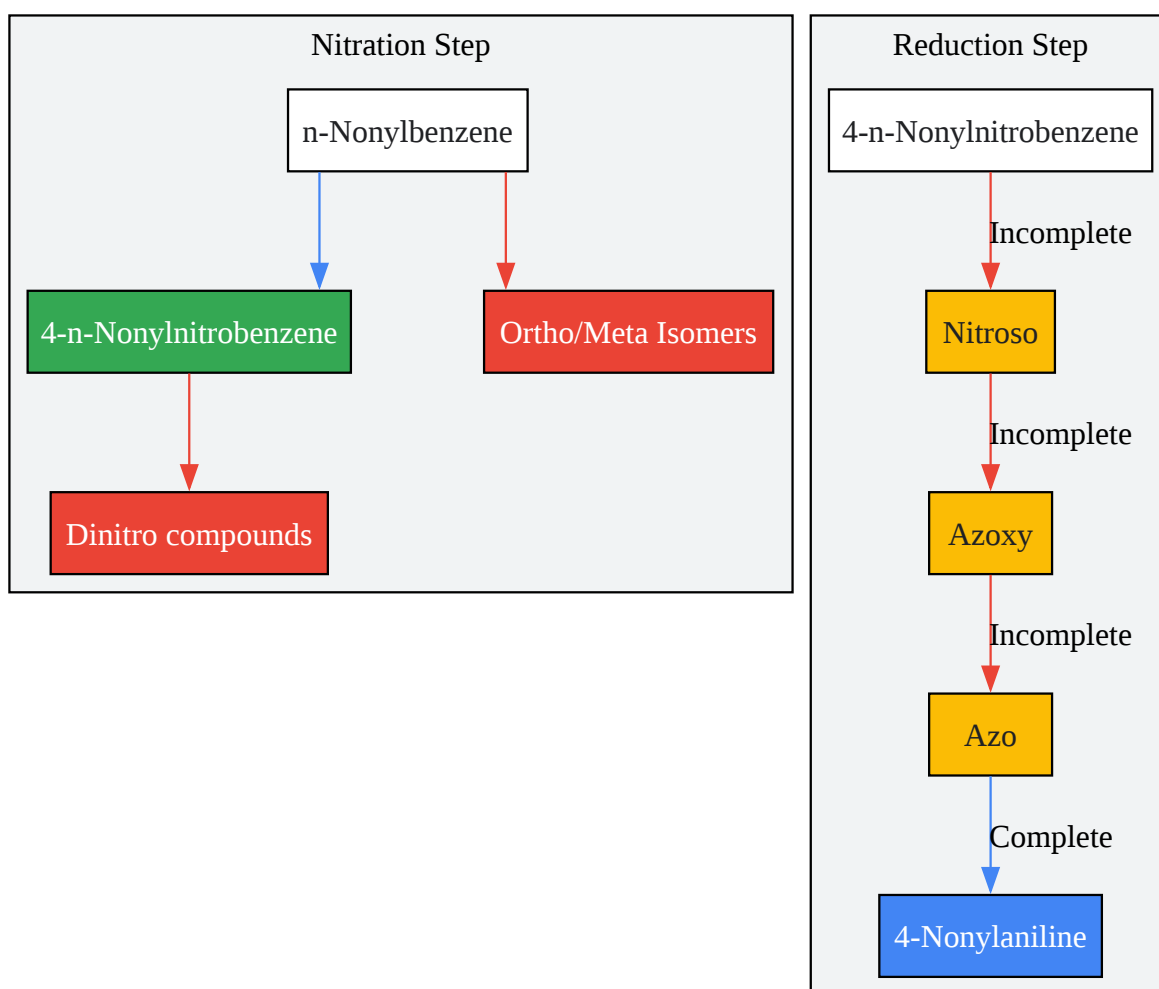 Nitration Step
n-Nonylbenzene
4-n-Nonylnitrobenzene
Ortho/Meta Isomers
Dinitro compounds
Reduction Step
4-n-Nonylnitrobenzene
Incomplete
Nitroso
Incomplete
Azoxy
Incomplete
Azo
Complete
4-Nonylaniline